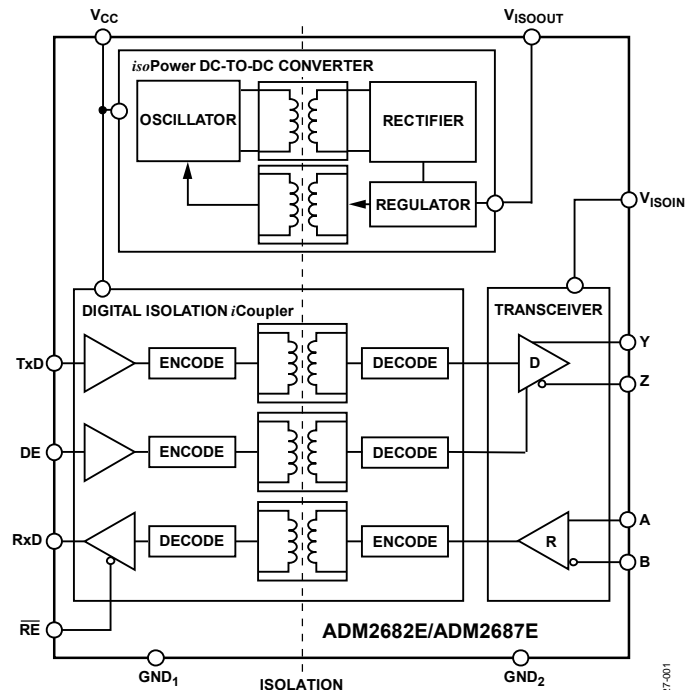 VCC
VISOOUT
isoPower DC-TO-DC CONVERTER
OSCILLATOR
RECTIFIER
REGULATOR
VISOIN
DIGITAL ISOLATION iCoupler
TRANSCEIVER
TxD
ENCODE
DECODE
D
Y
Z
DE
ENCODE
DECODE
RxD
DECODE
ENCODE
R
A
B
RE
ADM2682E/ADM2687E
GND1
GND2
ISOLATION